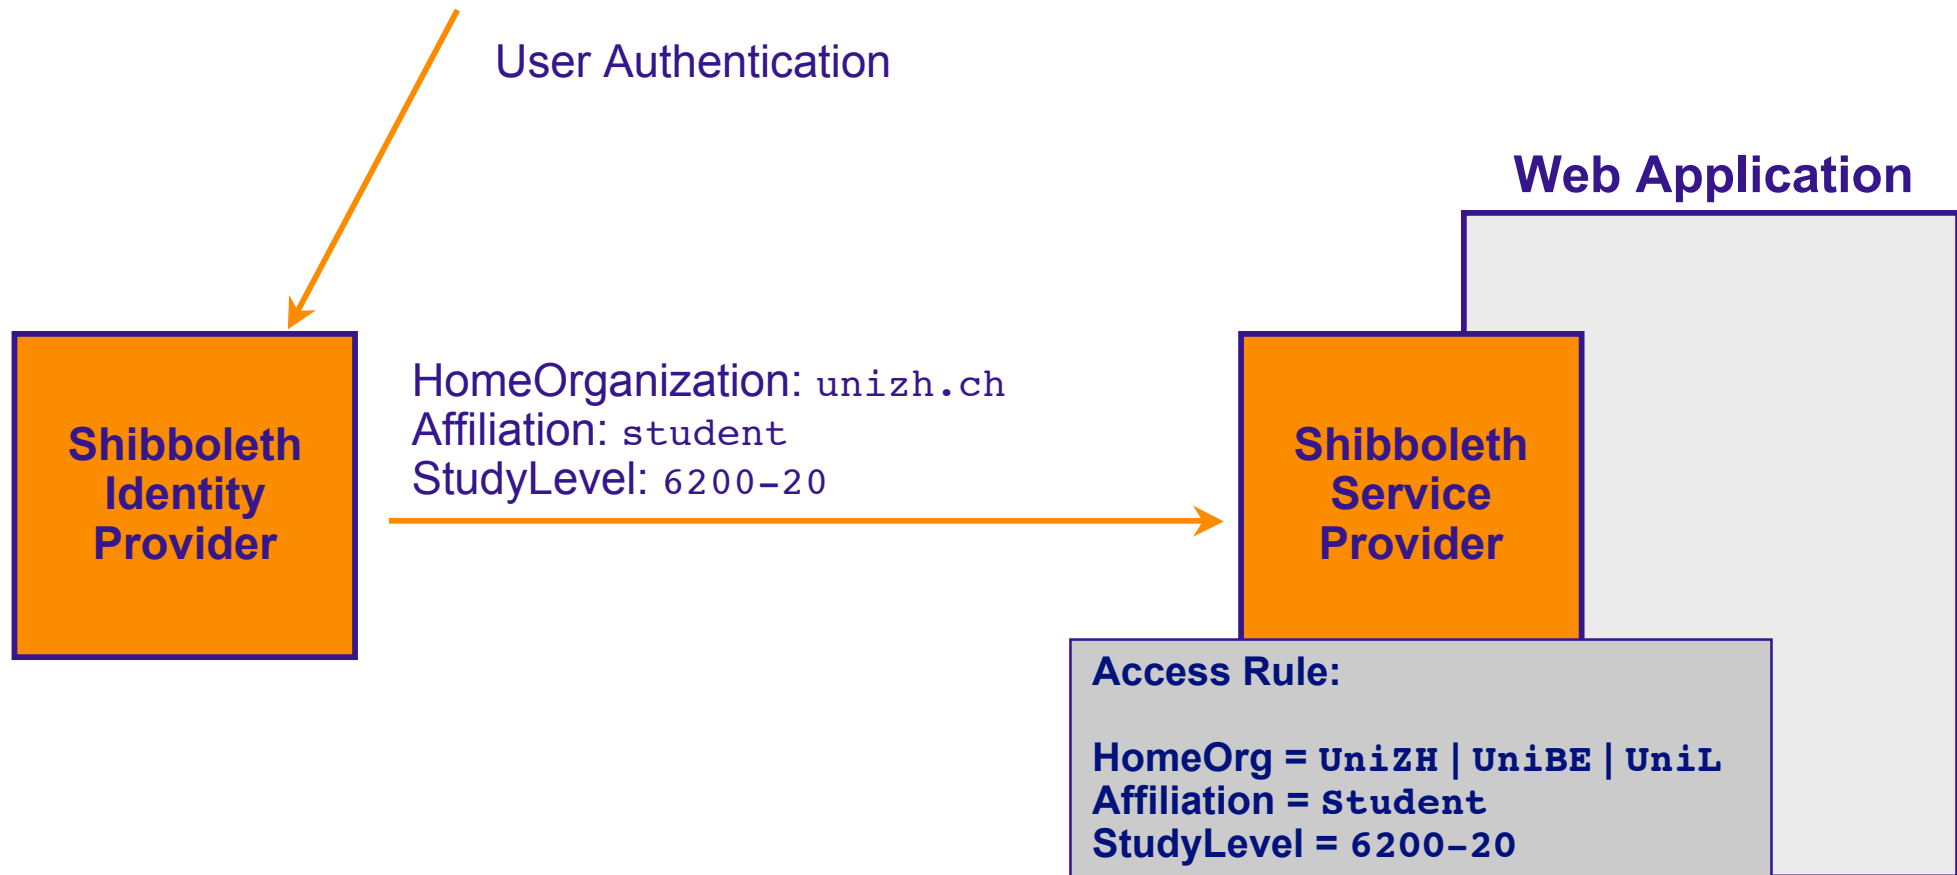 User Authentication
Web Application
Shibboleth
Identity
Provider
HomeOrganization: unizh.ch
Affiliation: student
StudyLevel: 6200-20
Shibboleth
Service
Provider
Access Rule:
HomeOrg = UniZH | UniBE | UniL
Affiliation = Student
StudyLevel = 6200-20